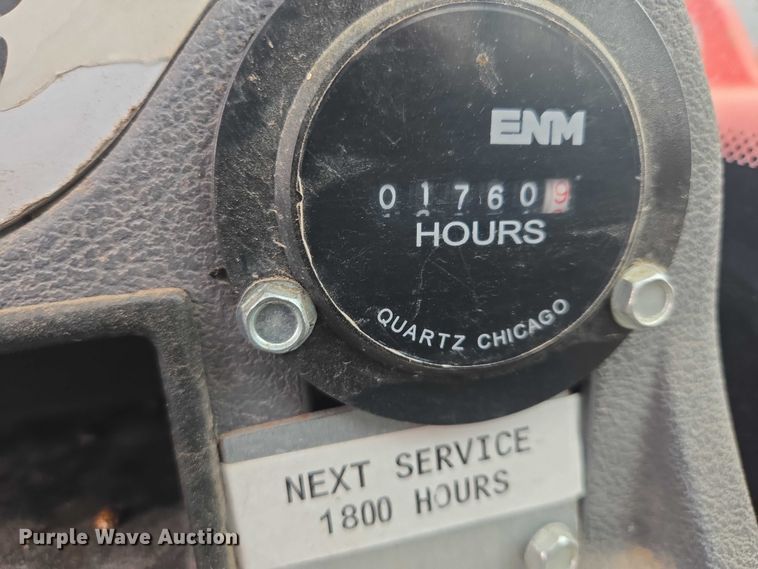 ENM
017609
HOURS
QUARTZ CHICAGO
NEXT SERVICE
1800 HOURS
Purple Wave Auction